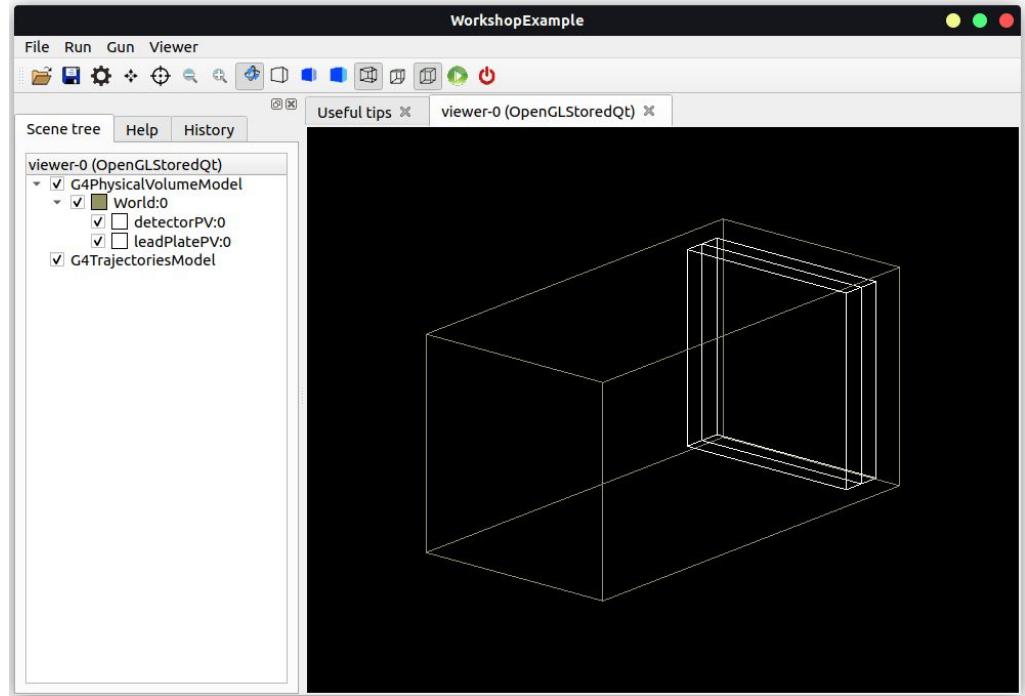 WorkshopExample
File Run Gun Viewer
Useful tips viewer-0 (OpenGLStoredQt)
Scene tree Help History
viewer-0 (OpenGLStoredQt)
G4PhysicalVolumeModel
World:0
detectorPV:0
leadPlatePV:0
G4TrajectoriesModel